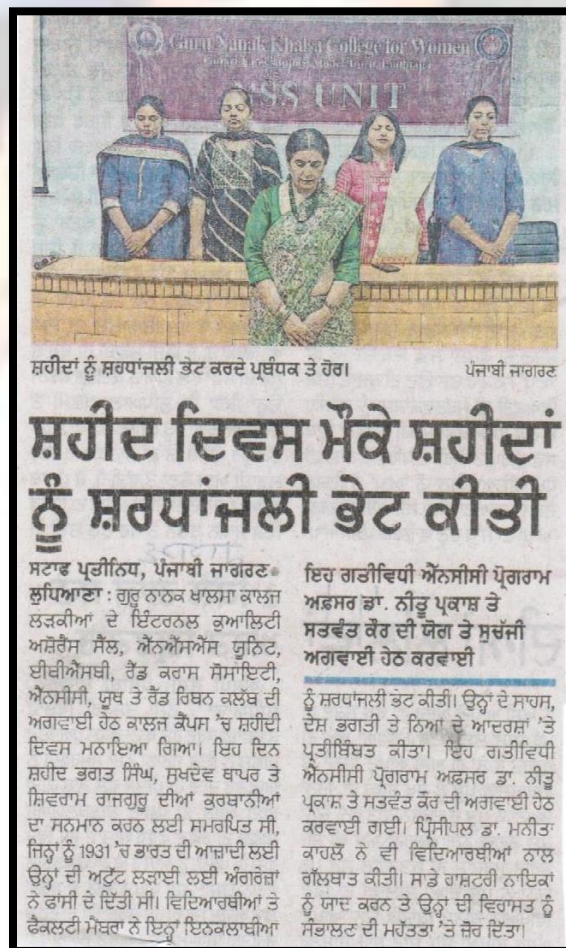 Guru Nanak Khalsa College for Women
NSS UNIT
ਸ਼ਹੀਦਾਂ ਨੂੰ ਸ਼ਰਧਾਂਜਲੀ ਭੇਟ ਕਰਦੇ ਪ੍ਰਬੰਧਕ ਤੇ ਹੋਰ।
ਪੰਜਾਬੀ ਜਾਗਰਣ
ਸ਼ਹੀਦ ਦਿਵਸ ਮੌਕੇ ਸ਼ਹੀਦਾਂ
ਨੂੰ ਸ਼ਰਧਾਂਜਲੀ ਭੇਟ ਕੀਤੀ
ਸਟਾਫ ਪ੍ਰਤੀਨਿਧ, ਪੰਜਾਬੀ ਜਾਗਰਣ
ਲੁਧਿਆਣਾ : ਗੁਰੂ ਨਾਨਕ ਖਾਲਸਾ ਕਾਲਜ
ਲੜਕੀਆਂ ਦੇ ਇੰਟਰਨਲ ਕੁਆਲਿਟੀ
ਅਸ਼ੋਰੈਂਸ ਸੈੱਲ, ਐੱਨਐੱਸਐੱਸ ਯੂਨਿਟ,
ਈਬੀਐੱਸਬੀ, ਰੈੱਡ ਕਰਾਸ ਸੋਸਾਇਟੀ,
ਐੱਨਸੀਸੀ, ਯੂਥ ਤੇ ਰੈੱਡ ਰਿਬਨ ਕਲੱਬ ਦੀ
ਅਗਵਾਈ ਹੇਠ ਕਾਲਜ ਕੈਂਪਸ 'ਚ ਸ਼ਹੀਦੀ
ਦਿਵਸ ਮਨਾਇਆ ਗਿਆ। ਇਹ ਦਿਨ
ਸ਼ਹੀਦ ਭਗਤ ਸਿੰਘ, ਸੁਖਦੇਵ ਥਾਪਰ ਤੇ
ਸ਼ਿਵਰਾਮ ਰਾਜਗੁਰੂ ਦੀਆਂ ਕੁਰਬਾਨੀਆਂ
ਦਾ ਸਨਮਾਨ ਕਰਨ ਲਈ ਸਮਰਪਿਤ ਸੀ,
ਜਿਨ੍ਹਾਂ ਨੂੰ 1931 'ਚ ਭਾਰਤ ਦੀ ਆਜ਼ਾਦੀ ਲਈ
ਉਨ੍ਹਾਂ ਦੀ ਅਣੁੱਟ ਲੜਾਈ ਲਈ ਅੰਗਰੇਜ਼ਾਂ
ਨੇ ਫਾਂਸੀ ਦੇ ਦਿੱਤੀ ਸੀ। ਵਿਦਿਆਰਥੀਆਂ ਤੇ
ਫੈਕਲਟੀ ਮੈਂਬਰਾਂ ਨੇ ਇਨ੍ਹਾਂ ਇਨਕਲਾਬੀਆਂ
ਇਹ ਗਤੀਵਿਧੀ ਐੱਨਸੀਸੀ ਪ੍ਰੋਗਰਾਮ
ਅਫ਼ਸਰ ਡਾ. ਨੀਤੂ ਪ੍ਰਕਾਸ਼ ਤੇ
ਸਤਵੰਤ ਕੌਰ ਦੀ ਯੋਗ ਤੇ ਸੁਚੱਜੀ
ਅਗਵਾਈ ਹੇਠ ਕਰਵਾਈ
ਨੂੰ ਸ਼ਰਧਾਂਜਲੀ ਭੇਟ ਕੀਤੀ। ਉਨ੍ਹਾਂ ਦੇ ਸਾਹਸ,
ਦੇਸ਼ ਭਗਤੀ ਤੇ ਨਿਆਂ ਦੇ ਆਦਰਸ਼ਾਂ 'ਤੇ
ਪ੍ਰਤੀਬਿੰਬਤ ਕੀਤਾ। ਇਹ ਗਤੀਵਿਧੀ
ਐੱਨਸੀਸੀ ਪ੍ਰੋਗਰਾਮ ਅਫ਼ਸਰ ਡਾ. ਨੀਤੂ
ਪ੍ਰਕਾਸ਼ ਤੇ ਸਤਵੰਤ ਕੌਰ ਦੀ ਅਗਵਾਈ ਹੇਠ
ਕਰਵਾਈ ਗਈ। ਪ੍ਰਿੰਸੀਪਲ ਡਾ. ਮਨੀਤਾ
ਕਾਹਲੋਂ ਨੇ ਵੀ ਵਿਦਿਆਰਥੀਆਂ ਨਾਲ
ਗੱਲਬਾਤ ਕੀਤੀ। ਸਾਡੇ ਰਾਸ਼ਟਰੀ ਨਾਇਕਾਂ
ਨੂੰ ਯਾਦ ਕਰਨ ਤੇ ਉਨ੍ਹਾਂ ਦੀ ਵਿਰਾਸਤ ਨੂੰ
ਸੰਭਾਲਣ ਦੀ ਮਹੱਤਤਾ 'ਤੇ ਜ਼ੋਰ ਦਿੱਤਾ।